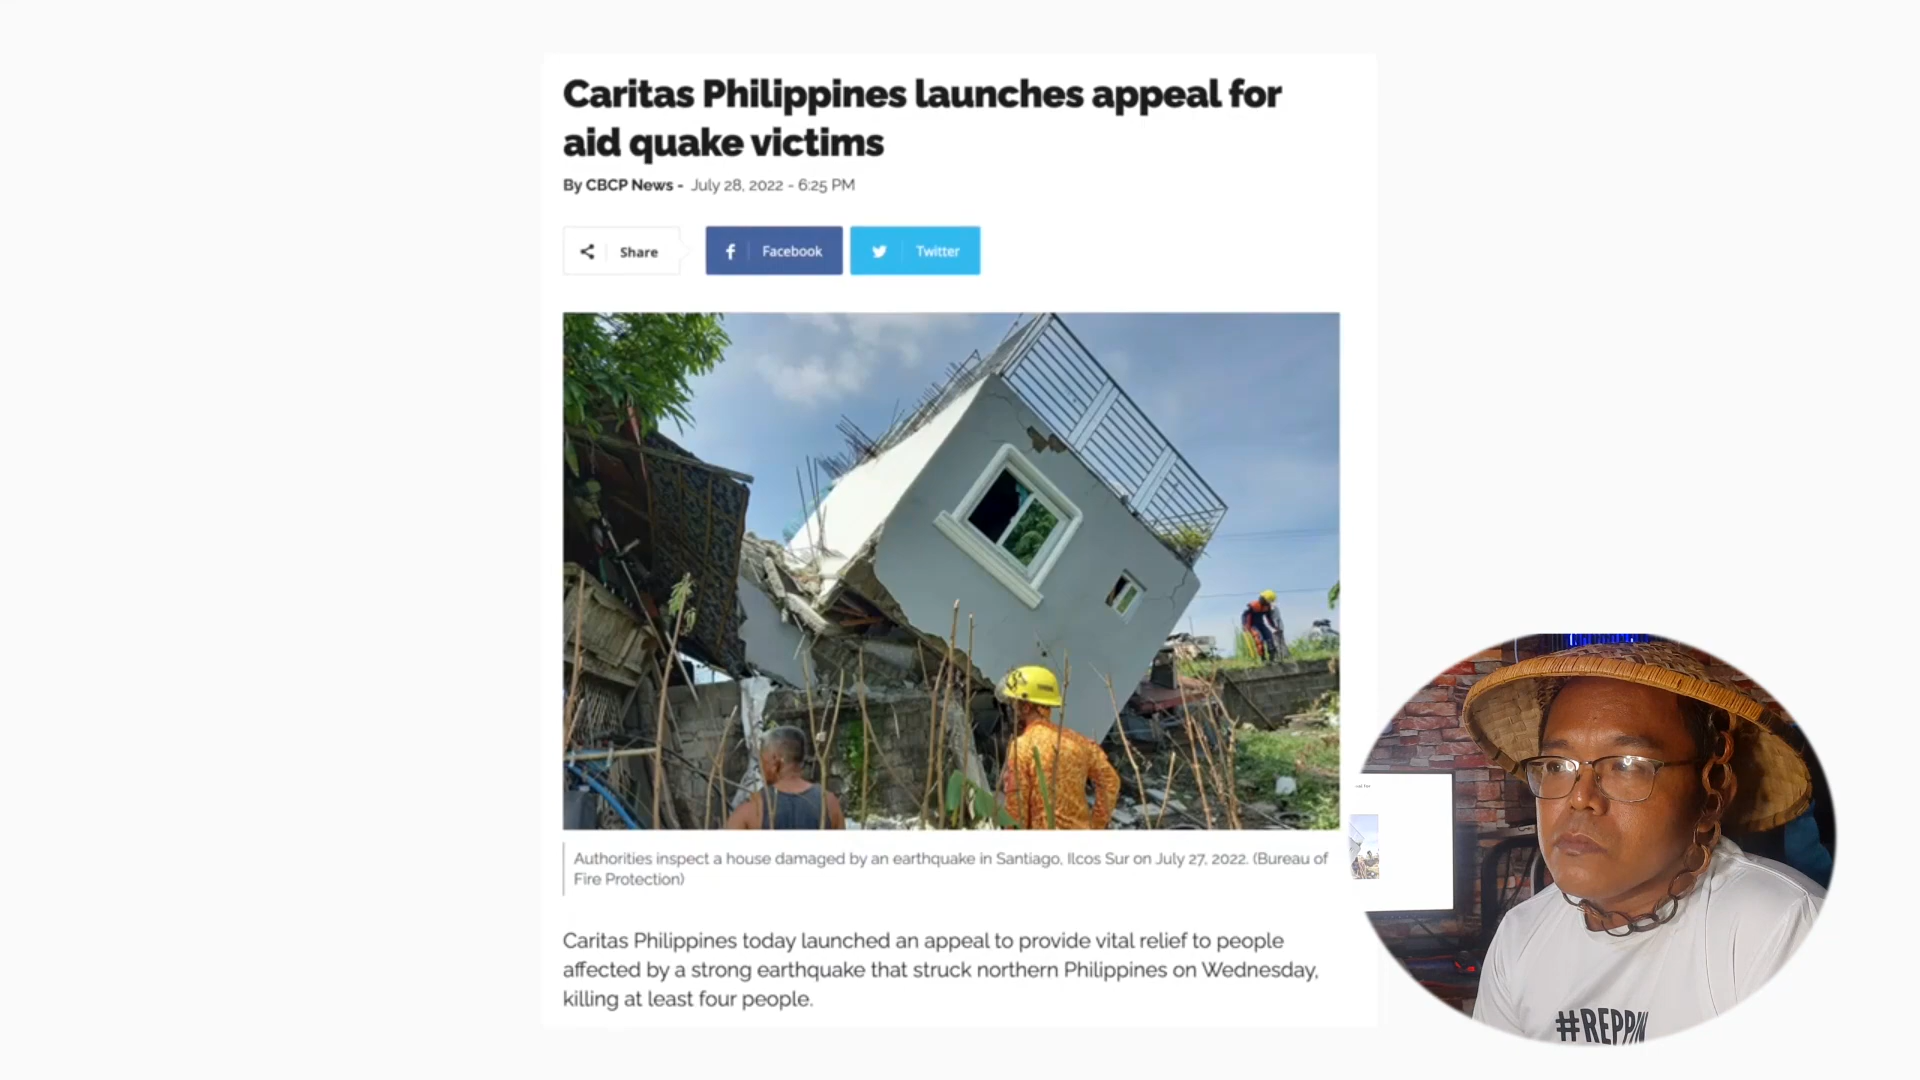 Caritas Philippines launches appeal for
aid quake victims
By CBCP News - July 28, 2022 - 6:25 PM
Share
Facebook
Twitter
Authorities inspect a house damaged by an earthquake in Santiago, Ilcos Sur on July 27, 2022. (Bureau of
Fire Protection)
Caritas Philippines today launched an appeal to provide vital relief to people
affected by a strong earthquake that struck northern Philippines on Wednesday,
killing at least four people.